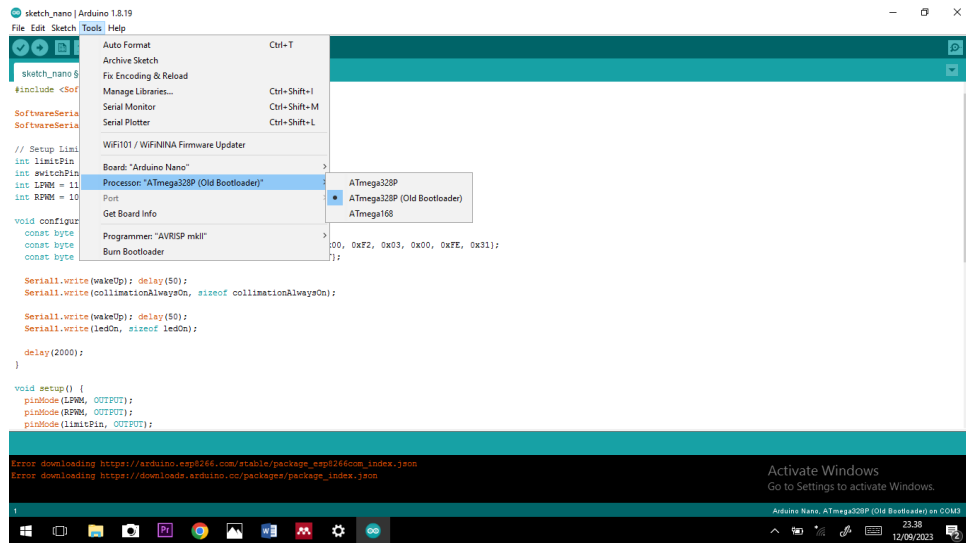 sketch_nano | Arduino 1.8.19
File Edit Sketch Tools Help
sketch_nano §
Auto Format Ctrl+T
Archive Sketch
Fix Encoding & Reload
Manage Libraries... Ctrl+Shift+I
Serial Monitor Ctrl+Shift+M
Serial Plotter Ctrl+Shift+L
WiFi101 / WiFiNINA Firmware Updater
Board: "Arduino Nano"
Processor: "ATmega328P (Old Bootloader)"
Port
Get Board Info
Programmer: "AVRISP mkII"
Burn Bootloader
ATmega328P
ATmega328P (Old Bootloader)
ATmega168
#include <Sof
SoftwareSeria
SoftwareSeria
// Setup Limi
int limitPin
int switchPin
int LPWM = 11
int RPWM = 10
void configur
const byte
const byte :00, 0xF2, 0x03, 0x00, 0xFE, 0x31};
const byte };
Serial1.write(wakeUp); delay(50);
Serial1.write(collimationAlwaysOn, sizeof collimationAlwaysOn);
Serial1.write(wakeUp); delay(50);
Serial1.write(ledOn, sizeof ledOn);
delay(2000);
}
void setup() {
pinMode(LPWM, OUTPUT);
pinMode(RPWM, OUTPUT);
pinMode(limitPin, OUTPUT);
Error downloading https://arduino.esp8266.com/stable/package_esp8266com_index.json
Error downloading https://downloads.arduino.cc/packages/package_index.json
Activate Windows
Go to Settings to activate Windows.
1 Arduino Nano, ATmega328P (Old Bootloader) on COM3
Pr
23.38
12/09/2023
2